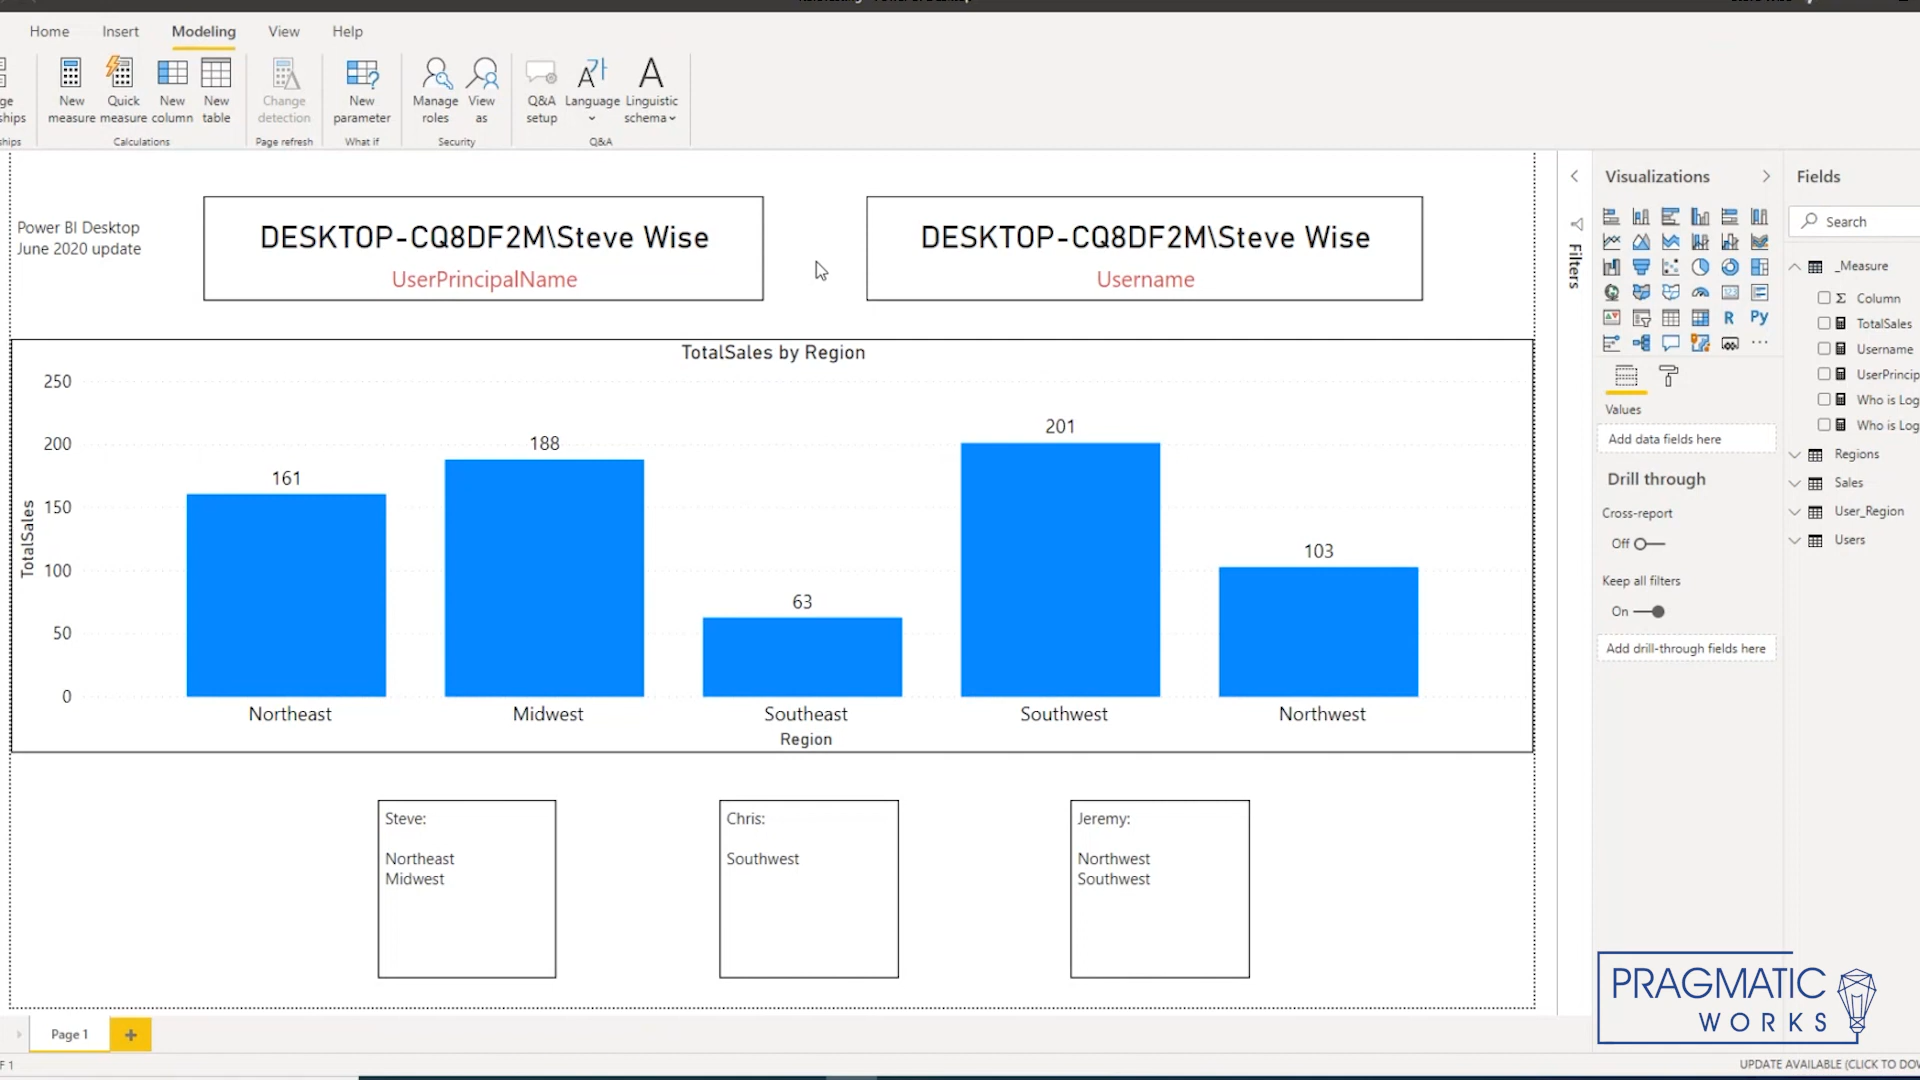 Home Insert Modeling View Help
New measure
Quick measure
New column
New table
Calculations
Change detection
Page refresh
New parameter
What if
Manage roles
View as
Security
Q&A setup
Language
Linguistic schema
Q&A
Power BI Desktop
June 2020 update
DESKTOP-CQ8DF2M\Steve Wise
UserPrincipalName
DESKTOP-CQ8DF2M\Steve Wise
Username
TotalSales by Region
TotalSales
250
200
150
100
50
0
161
188
63
201
103
Northeast Midwest Southeast Southwest Northwest
Region
Steve:
Northeast
Midwest
Chris:
Southwest
Jeremy:
Northwest
Southwest
Filters
Visualizations
R Py
Values
Add data fields here
Drill through
Cross-report
Off
Keep all filters
On
Add drill-through fields here
Fields
Search
_Measure
Column
TotalSales
Username
UserPrincip
Who is Log
Who is Log
Regions
Sales
User_Region
Users
PRAGMATIC
WORKS
Page 1
F 1
UPDATE AVAILABLE (CLICK TO DOW